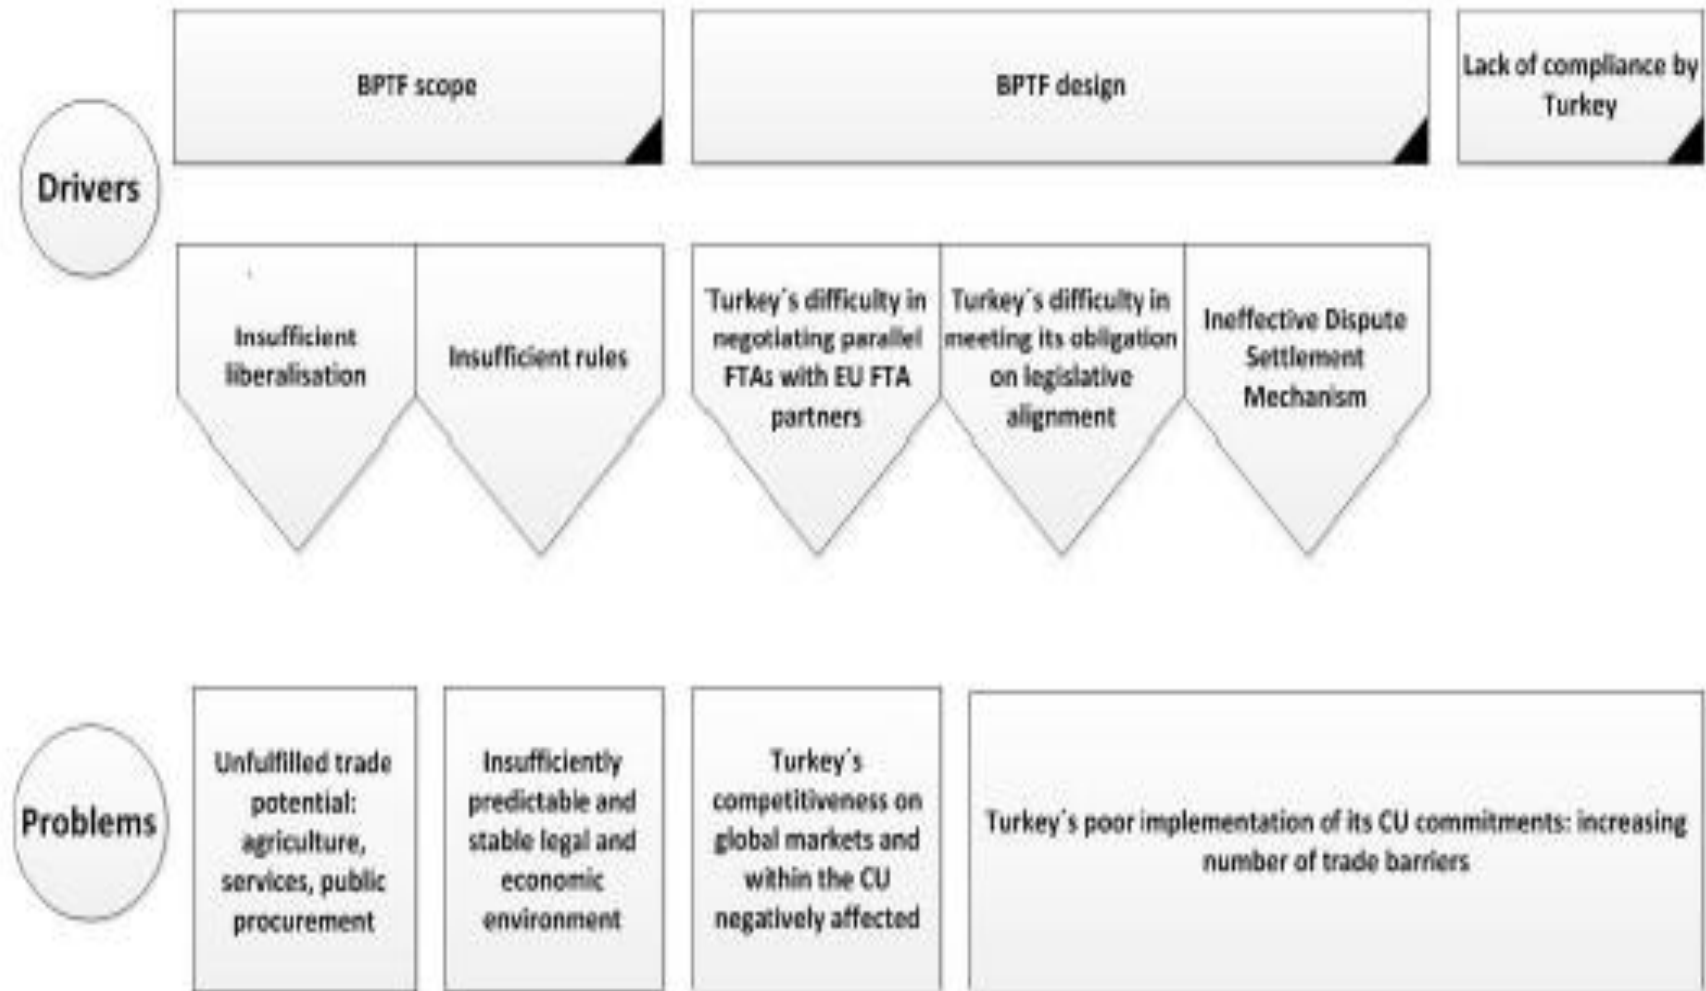 BPTF scope
BPTF design
Lack of compliance by
Turkey
Drivers
Insufficient
liberalisation
Insufficient rules
Turkey´s difficulty in
negotiating parallel
FTAs with EU FTA
partners
Turkey´s difficulty in
meeting its obligation
on legislative
alignment
Ineffective Dispute
Settlement
Mechanism
Problems
Unfulfilled trade
potential:
agriculture,
services, public
procurement
Insufficiently
predictable and
stable legal and
economic
environment
Turkey´s
competitiveness on
global markets and
within the CU
negatively affected
Turkey´s poor implementation of its CU commitments: increasing
number of trade barriers